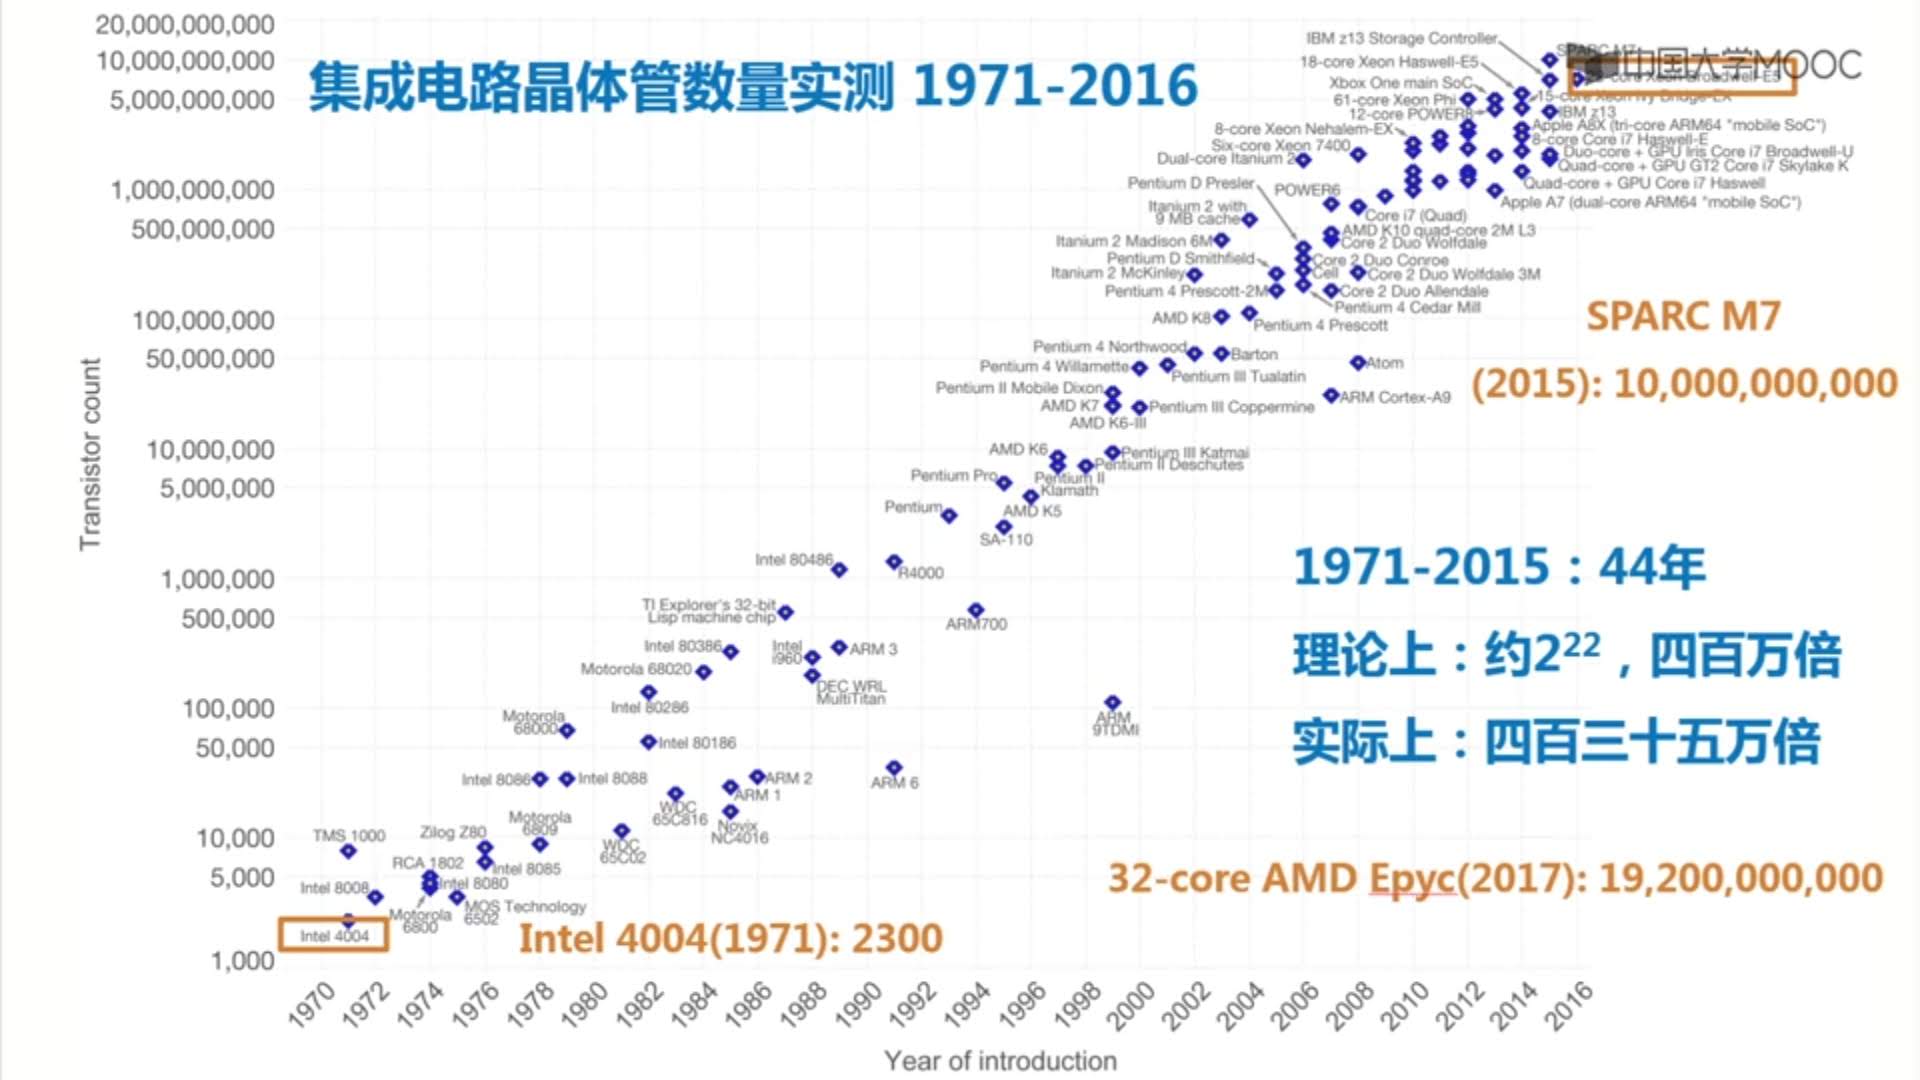 20,000,000,000
10,000,000,000
5,000,000,000
1,000,000,000
500,000,000
100,000,000
50,000,000
10,000,000
5,000,000
1,000,000
500,000
100,000
50,000
10,000
5,000
1,000
Transistor count
集成电路晶体管数量实测 1971-2016
中国大学MOOC
IBM z13 Storage Controller
SPARC M7
18-core Xeon Haswell-E5
core Xeon Broadwell-E5
Xbox One main SoC
61-core Xeon Phi
15-core Xeon Ivy Bridge-EX
12-core POWER8
IBM z13
8-core Xeon Nehalem-EX
Apple A8X (tri-core ARM64 "mobile SoC")
Six-core Xeon 7400
8-core Core i7 Haswell-E
Dual-core Itanium 2
Duo-core + GPU Iris Core i7 Broadwell-U
Quad-core + GPU GT2 Core i7 Skylake K
Pentium D Presler
POWER6
Quad-core + GPU Core i7 Haswell
Apple A7 (dual-core ARM64 "mobile SoC")
Itanium 2 with
9 MB cache
Core i7 (Quad)
AMD K10 quad-core 2M L3
Itanium 2 Madison 6M
Core 2 Duo Wolfdale
Pentium D Smithfield
Core 2 Duo Conroe
Itanium 2 McKinley
Cell
Core 2 Duo Wolfdale 3M
Pentium 4 Prescott-2M
Core 2 Duo Allendale
Pentium 4 Cedar Mill
AMD K8
Pentium 4 Prescott
SPARC M7
(2015): 10,000,000,000
Pentium 4 Northwood
Barton
Pentium 4 Willamette
Pentium III Tualatin
Atom
Pentium II Mobile Dixon
ARM Cortex-A9
AMD K7
Pentium III Coppermine
AMD K6-III
AMD K6
Pentium III Katmai
Pentium II Deschutes
Pentium Pro
Pentium II
Klamath
Pentium
AMD K5
SA-110
Intel 80486
R4000
1971-2015：44年
TI Explorer's 32-bit
Lisp machine chip
ARM700
Intel 80386
Intel
i960
ARM 3
理论上：约2²²，四百万倍
Motorola 68020
DEC WRL
MultiTitan
Intel 80286
Motorola
68000
ARM
9TDMI
实际上：四百三十五万倍
Intel 80186
Intel 8086
Intel 8088
ARM 2
ARM 6
ARM 1
WDC
65C816
Novix
NC4016
TMS 1000
Zilog Z80
Motorola
6809
WDC
65C02
RCA 1802
Intel 8085
Intel 8008
Intel 8080
32-core AMD Epyc(2017): 19,200,000,000
MOS Technology
6502
Motorola
6800
Intel 4004
Intel 4004(1971): 2300
1970
1972
1974
1976
1978
1980
1982
1984
1986
1988
1990
1992
1994
1996
1998
2000
2002
2004
2006
2008
2010
2012
2014
2016
Year of introduction